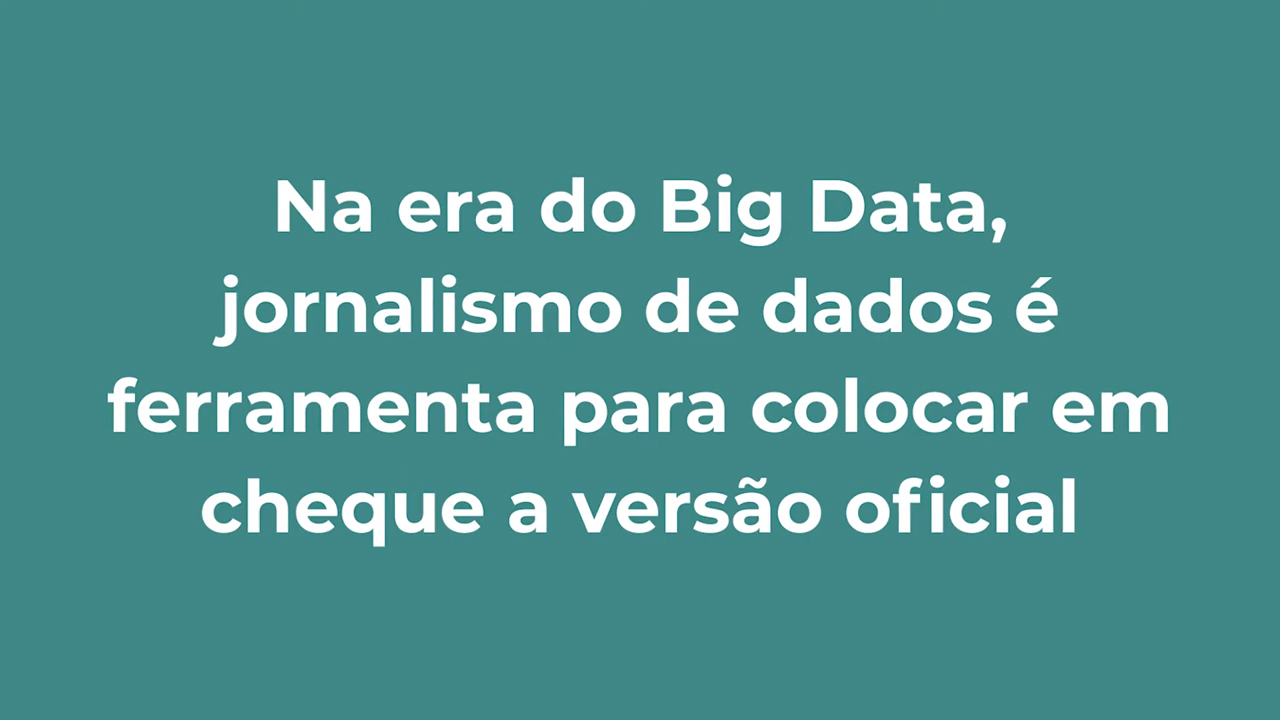 Na era do Big Data,
jornalismo de dados é
ferramenta para colocar em
cheque a versão oficial